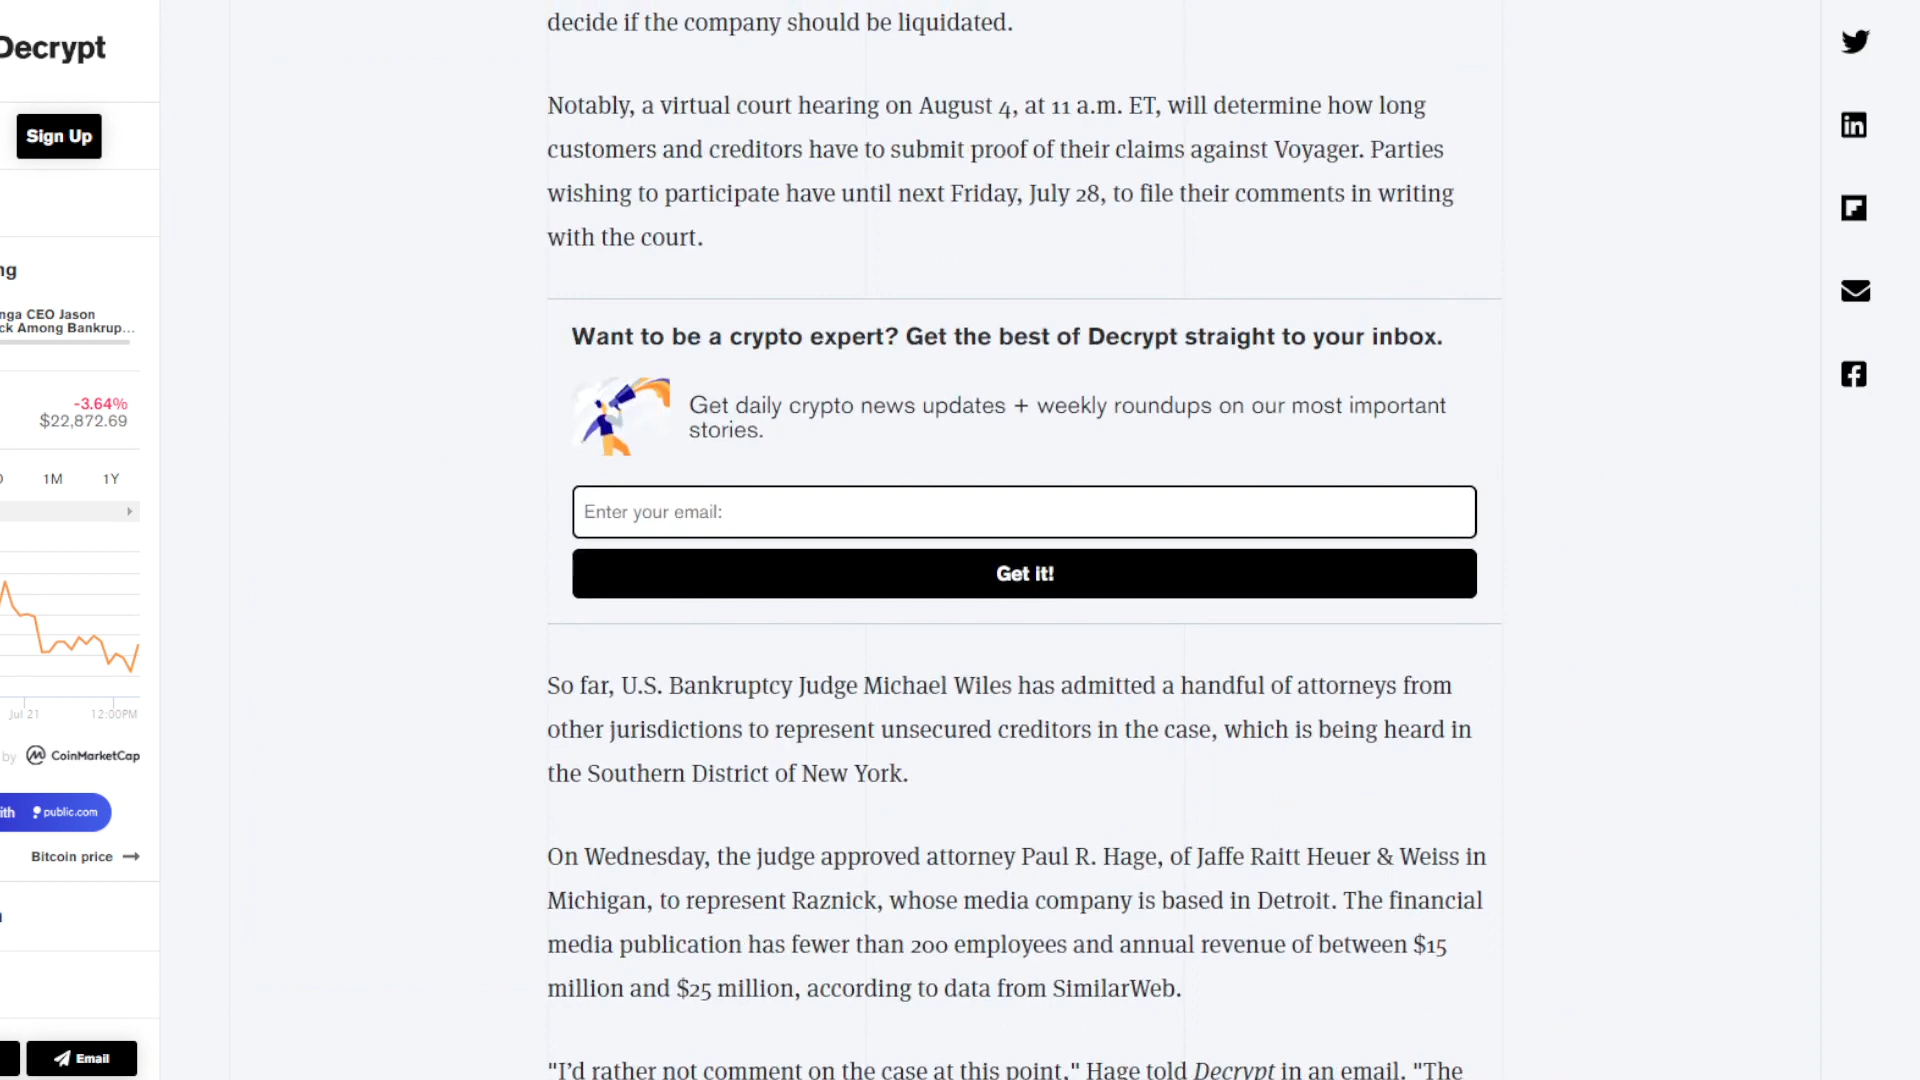 Decrypt
Sign Up
ng
nga CEO Jason
ck Among Bankrup...
-3.64%
$22,872.69
1M 1Y
Jul 21 12:00PM
by CoinMarketCap
ith public.com
Bitcoin price
Email
decide if the company should be liquidated.
Notably, a virtual court hearing on August 4, at 11 a.m. ET, will determine how long
customers and creditors have to submit proof of their claims against Voyager. Parties
wishing to participate have until next Friday, July 28, to file their comments in writing
with the court.
Want to be a crypto expert? Get the best of Decrypt straight to your inbox.
Get daily crypto news updates + weekly roundups on our most important
stories.
Enter your email:
Get it!
So far, U.S. Bankruptcy Judge Michael Wiles has admitted a handful of attorneys from
other jurisdictions to represent unsecured creditors in the case, which is being heard in
the Southern District of New York.
On Wednesday, the judge approved attorney Paul R. Hage, of Jaffe Raitt Heuer & Weiss in
Michigan, to represent Raznick, whose media company is based in Detroit. The financial
media publication has fewer than 200 employees and annual revenue of between $15
million and $25 million, according to data from SimilarWeb.
"I'd rather not comment on the case at this point," Hage told Decrypt in an email. "The